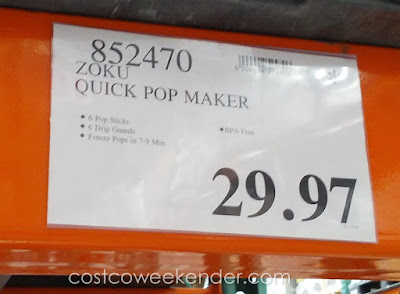 852470
ZOKU
QUICK POP MAKER
• 6 Pop Sticks
• 6 Drip Guards
• Freeze Pops in 7-9 Min
• BPA Free
29.97
costcoweekender.com